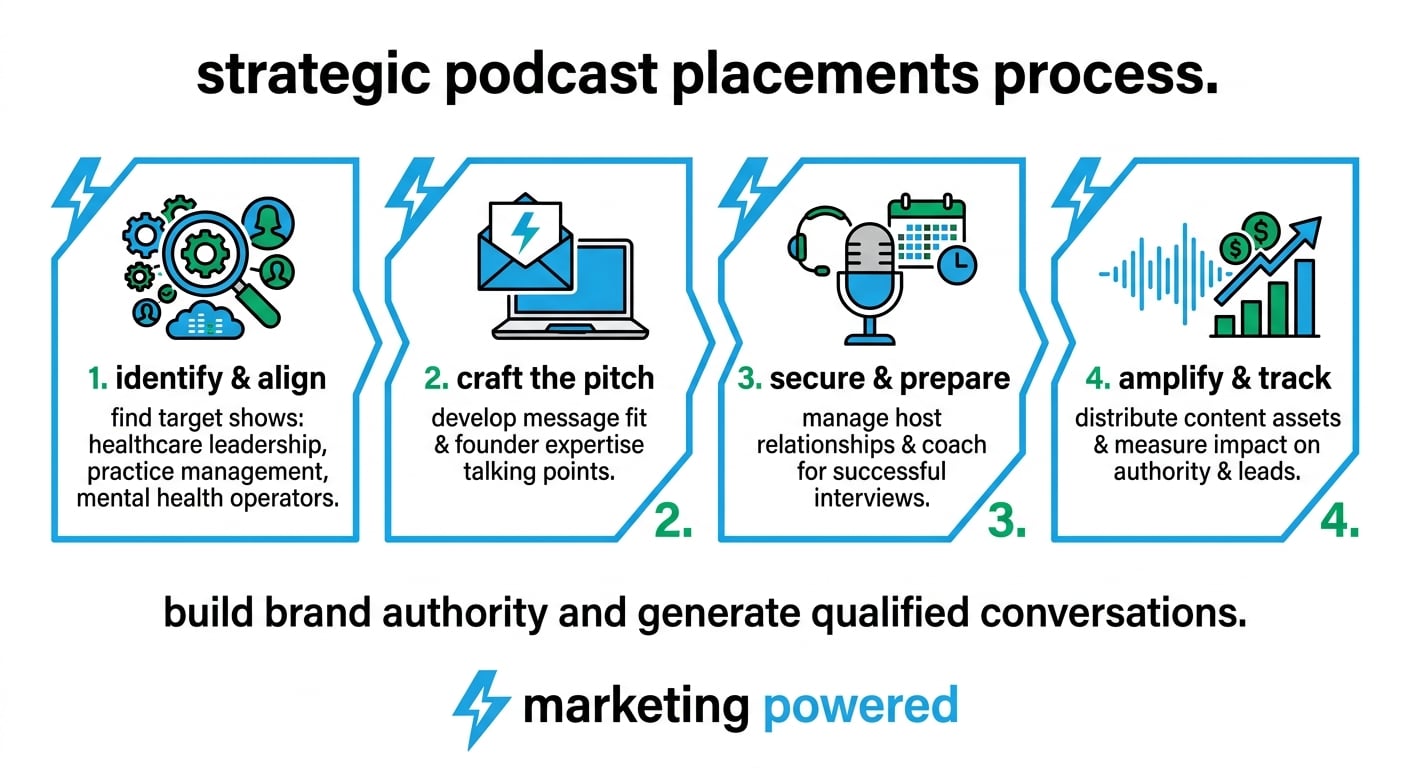 strategic podcast placements process.
1. identify & align
find target shows:
healthcare leadership,
practice management,
mental health operators.
2. craft the pitch
develop message fit
& founder expertise
talking points.
2.
3. secure & prepare
manage host
relationships & coach
for successful
interviews.
3.
4. amplify & track
distribute content assets
& measure impact on
authority & leads.
4.
$
$
build brand authority and generate qualified conversations.
marketing powered